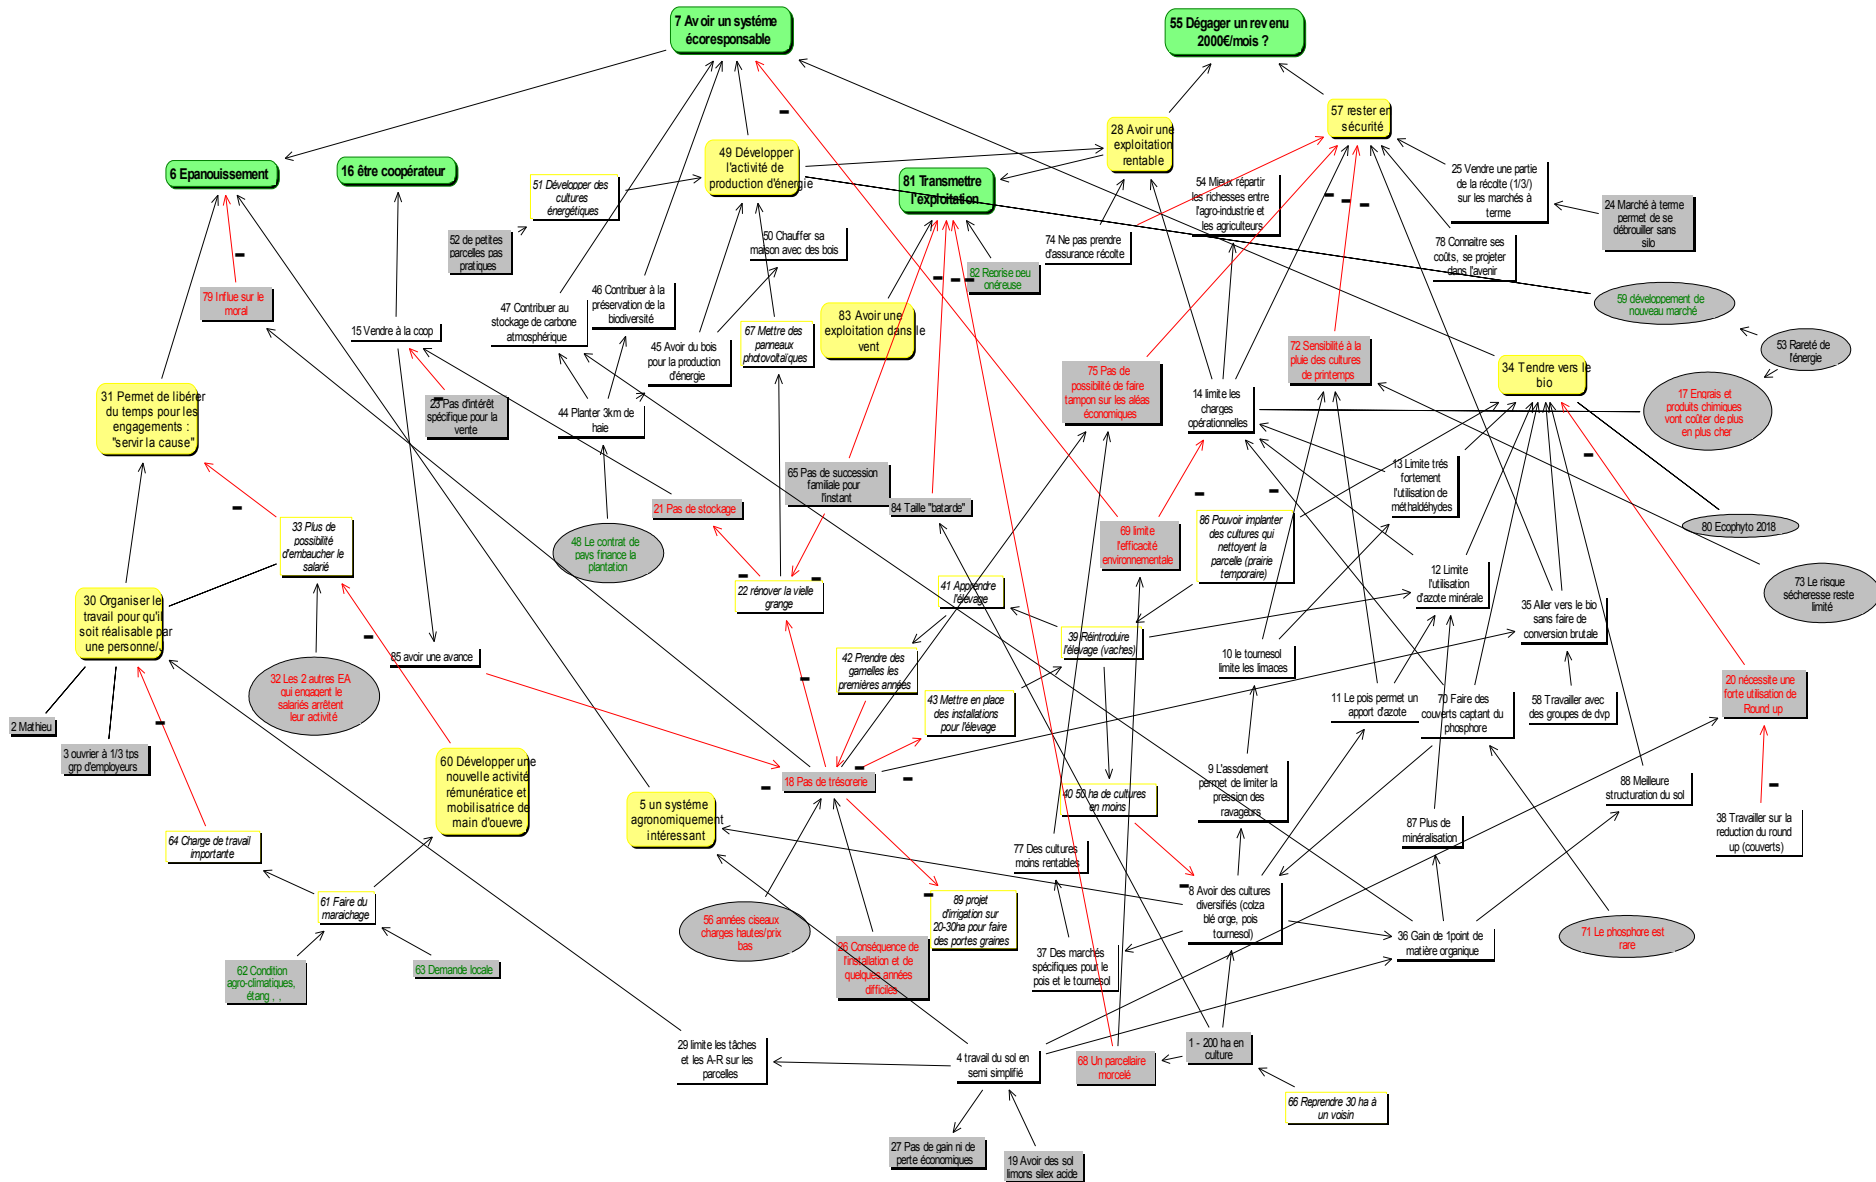 7 Avoir un systéme
écoresponsable
55 Dégager un revenu
2000€/mois ?
57 rester en
sécurité
28 Avoir une
exploitation
rentable
49 Développer
l'activité de
production d'énergie
6 Epanouissement
16 être coopérateur
51 Développer des
cultures
énergétiques
81 Transmettre
l'exploitation
54 Mieux répartir
les richesses entre
l'agro-industrie et
les agriculteurs
25 Vendre une partie
de la récolte (1/3/)
sur les marchés à
terme
24 Marché à terme
permet de se
débrouiller sans
silo
52 de petites
parcelles pas
pratiques
50 Chauffer sa
maison avec des bois
74 Ne pas prendre
d'assurance récolte
78 Connaitre ses
coûts, se projeter
dans l'avenir
82 Reprise peu
onéreuse
79 Influe sur le
moral
47 Contribuer au
stockage de carbone
atmosphérique
46 Contribuer à la
préservation de la
biodiversité
59 développement de
nouveau marché
15 Vendre à la coop
67 Mettre des
panneaux
photovoltaïques
83 Avoir une
exploitation dans le
vent
45 Avoir du bois
pour la production
d'énergie
72 Sensibilité à la
pluie des cultures
de printemps
53 Rareté de
l'énergie
34 Tendre vers le
bio
75 Pas de
possibilité de faire
tampon sur les aléas
économiques
14 limite les
charges
opérationnelles
17 Engrais et
produits chimiques
vont coûter de plus
en plus cher
31 Permet de libérer
du temps pour les
engagements :
"servir la cause"
23 Pas d'intérêt
spécifique pour la
vente
44 Planter 3km de
haie
65 Pas de succession
familiale pour
l'instant
13 Limite trés
fortement
l'utilisation de
méthaldéhydes
21 Pas de stockage
84 Taille "batarde"
33 Plus de
possibilité
d'embaucher le
salarié
48 Le contrat de
pays finance la
plantation
69 limite
l'efficacité
environnementale
86 Pouvoir implanter
des cultures qui
nettoyent la
parcelle (prairie
temporaire)
80 Ecophyto 2018
22 rénover la vielle
grange
41 Apprendre
l'élevage
12 Limite
l'utilisation
d'azote minérale
73 Le risque
sécheresse reste
limité
30 Organiser le
travail pour qu'il
soit réalisable par
une personne/
35 Aller vers le bio
sans faire de
conversion brutale
39 Réintroduire
l'élevage (vaches)
85 avoir une avance
42 Prendre des
gamelles les
premières années
10 le tournesol
limite les limaces
32 Les 2 autres EA
qui engagent le
salariés arrêtent
leur activité
43 Mettre en place
des installations
pour l'élevage
11 Le pois permet un
apport d'azote
70 Faire des
couverts captant du
phosphore
58 Travailler avec
des groupes de dvp
20 nécessite une
forte utilisation de
Round up
2 Mathieu
3 ouvrier à 1/3 tps
grp d'employeurs
60 Développer une
nouvelle activité
rémunératice et
mobilisatrice de
main d'ouevre
18 Pas de trésorerie
9 L'assolement
permet de limiter la
pression des
ravageurs
88 Meilleure
structuration du sol
40 50 ha de cultures
en moins
5 un systéme
agronomiquement
intéressant
87 Plus de
minéralisation
38 Travailler sur la
reduction du round
up (couverts)
64 Charge de travail
importante
77 Des cultures
moins rentables
8 Avoir des cultures
diversifiés (colza
blé orge, pois
tournesol)
61 Faire du
maraichage
89 projet
d'irrigation sur
20-30ha pour faire
des portes graines
56 années ciseaux
charges hautes/prix
bas
26 Conséquence de
l'installation et de
quelques années
difficiles
37 Des marchés
spécifiques pour le
pois et le tournesol
36 Gain de 1point de
matière organique
71 Le phosphore est
rare
62 Condition
agro-climatiques,
étang , ,
63 Demande locale
29 limite les tâches
et les A-R sur les
parcelles
4 travail du sol en
semi simplifié
68 Un parcellaire
morcelé
1 - 200 ha en
culture
66 Reprendre 30 ha à
un voisin
27 Pas de gain ni de
perte économiques
19 Avoir des sol
limons silex acide